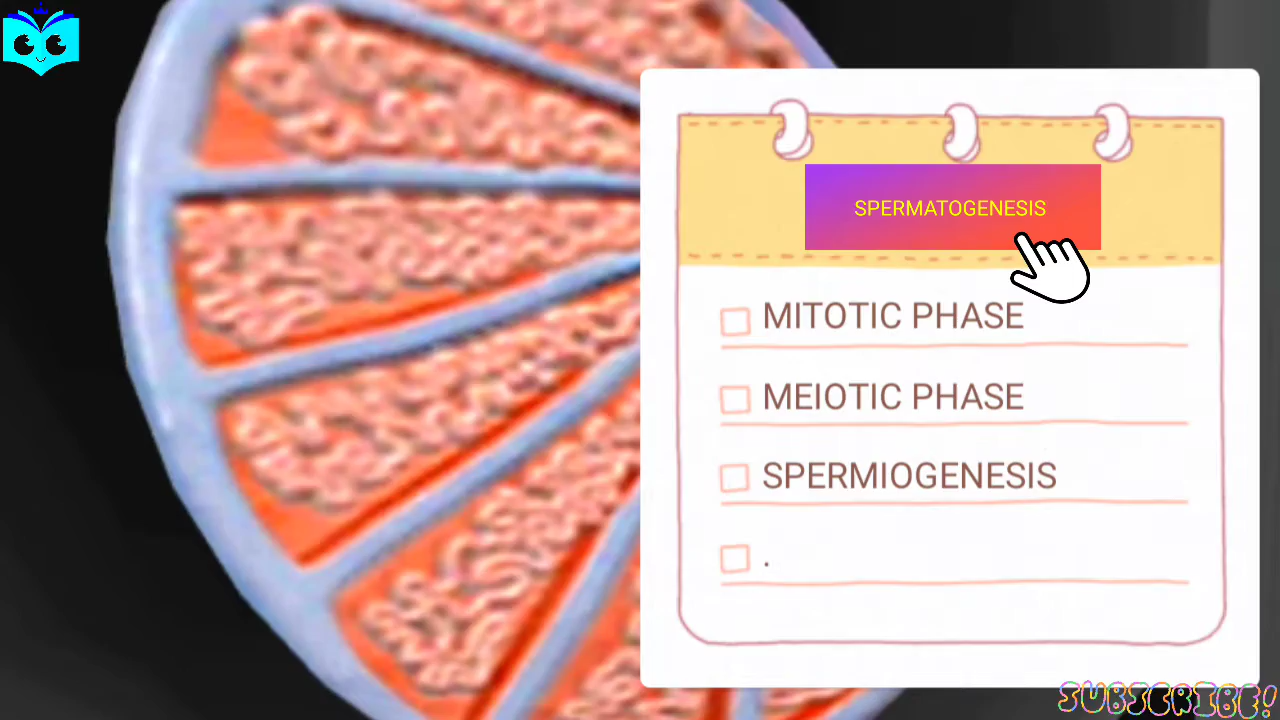 SPERMATOGENESIS
MITOTIC PHASE
MEIOTIC PHASE
SPERMIOGENESIS
.
SUBSCRIBE!